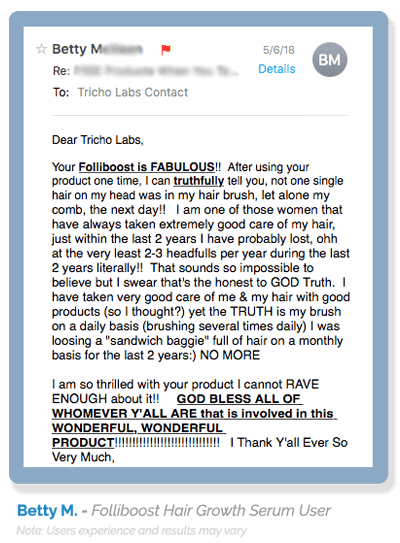 Betty M
5/6/18
BM
Re:
Details
To: Tricho Labs Contact
Dear Tricho Labs,
Your Folliboost is FABULOUS!! After using your
product one time, I can truthfully tell you, not one single
hair on my head was in my hair brush, let alone my
comb, the next day!! I am one of those women that
have always taken extremely good care of my hair,
just within the last 2 years I have probably lost, ohh
at the very least 2-3 headfulls per year during the last
2 years literally!! That sounds so impossible to
believe but I swear that's the honest to GOD Truth. I
have taken very good care of me & my hair with good
products (so I thought?) yet the TRUTH is my brush
on a daily basis (brushing several times daily) I was
loosing a "sandwich baggie" full of hair on a monthly
basis for the last 2 years:) NO MORE
I am so thrilled with your product I cannot RAVE
ENOUGH about it!! GOD BLESS ALL OF
WHOMEVER Y'ALL ARE that is involved in this
WONDERFUL, WONDERFUL
PRODUCT!!!!!!!!!!!!!!!!!!!!!!!!!!!!!! I Thank Y'all Ever So
Very Much,
Betty M. - Folliboost Hair Growth Serum User
Note: Users experience and results may vary